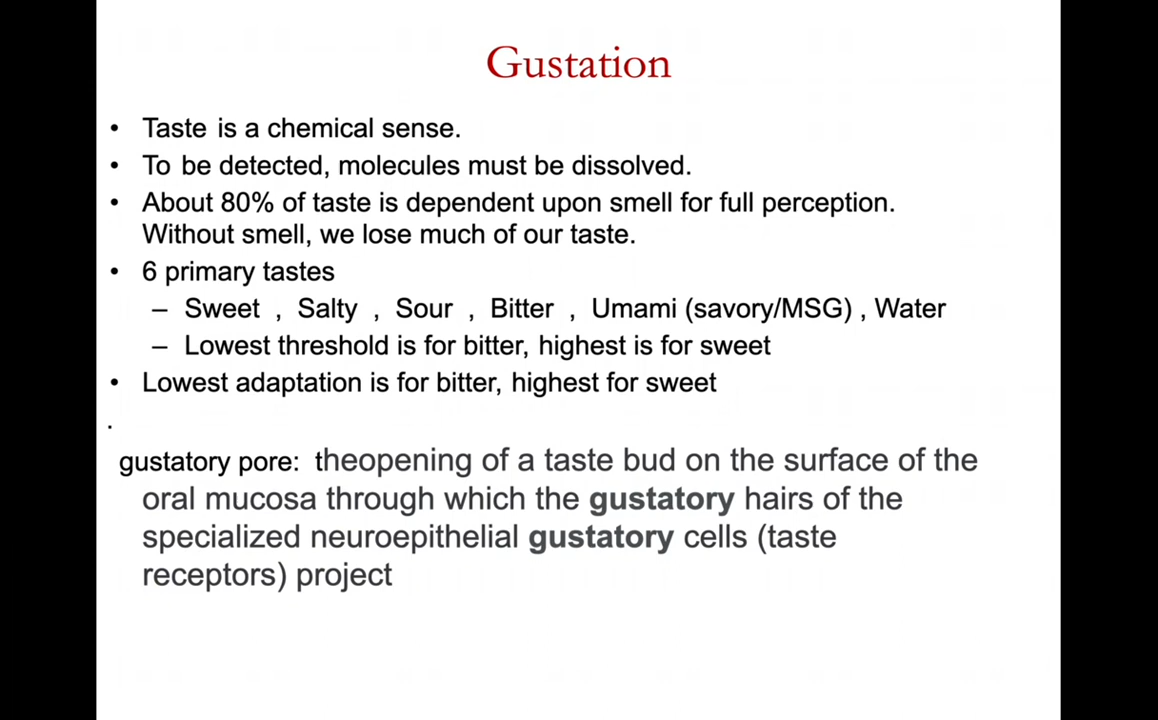 Gustation
• Taste is a chemical sense.
• To be detected, molecules must be dissolved.
• About 80% of taste is dependent upon smell for full perception.
Without smell, we lose much of our taste.
• 6 primary tastes
– Sweet , Salty , Sour , Bitter , Umami (savory/MSG) , Water
– Lowest threshold is for bitter, highest is for sweet
• Lowest adaptation is for bitter, highest for sweet
.
gustatory pore: theopening of a taste bud on the surface of the
oral mucosa through which the gustatory hairs of the
specialized neuroepithelial gustatory cells (taste
receptors) project